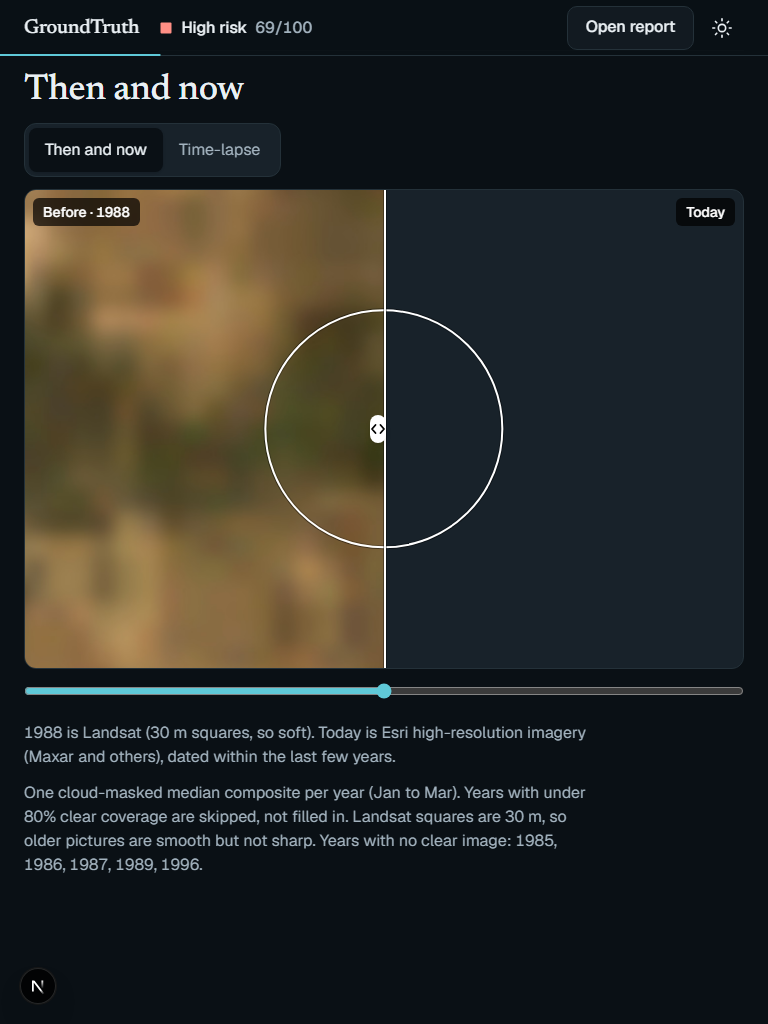 GroundTruth High risk 69/100 Open report
Then and now
Then and now Time-lapse
Before · 1988 Today
1988 is Landsat (30 m squares, so soft). Today is Esri high-resolution imagery
(Maxar and others), dated within the last few years.
One cloud-masked median composite per year (Jan to Mar). Years with under
80% clear coverage are skipped, not filled in. Landsat squares are 30 m, so
older pictures are smooth but not sharp. Years with no clear image: 1985,
1986, 1987, 1989, 1996.
N